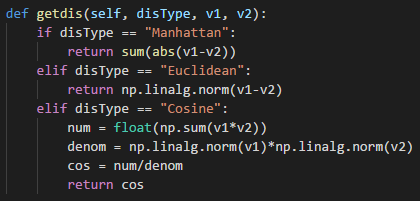 def getdis(self, disType, v1, v2):
    if disType == "Manhattan":
        return sum(abs(v1-v2))
    elif disType == "Euclidean":
        return np.linalg.norm(v1-v2)
    elif disType == "Cosine":
        num = float(np.sum(v1*v2))
        denom = np.linalg.norm(v1)*np.linalg.norm(v2)
        cos = num/denom
        return cos